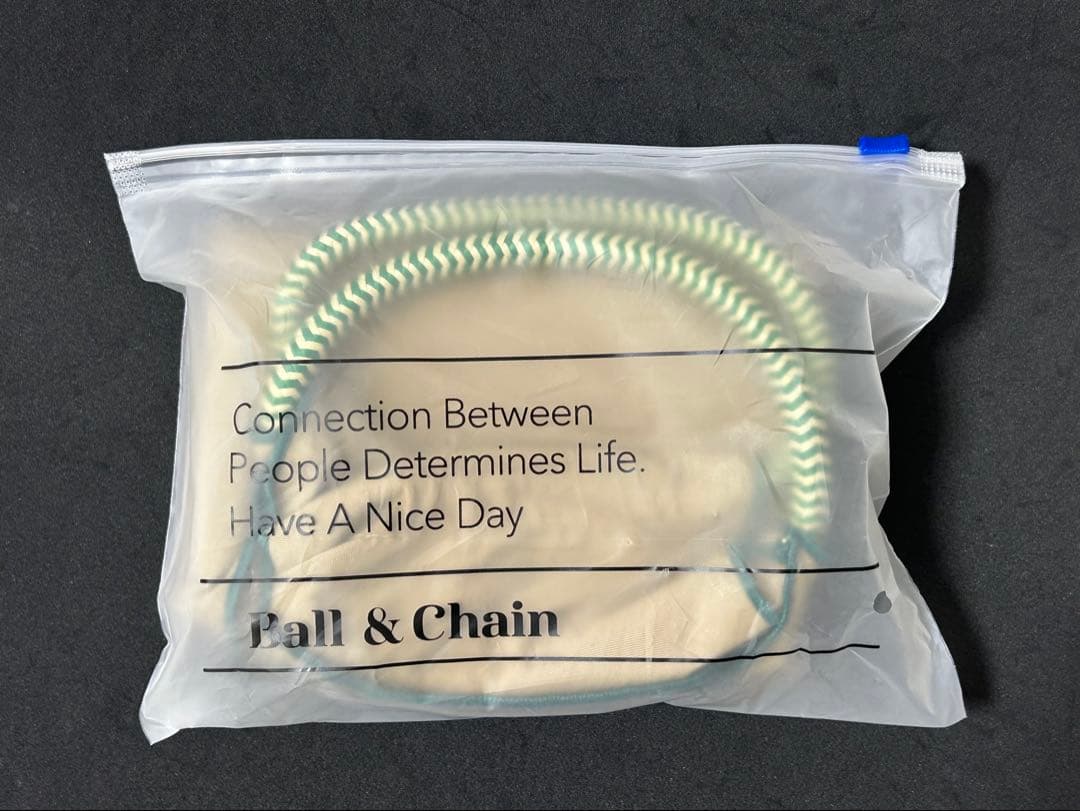 Connection Between
People Determines Life.
Have A Nice Day
Ball & Chain